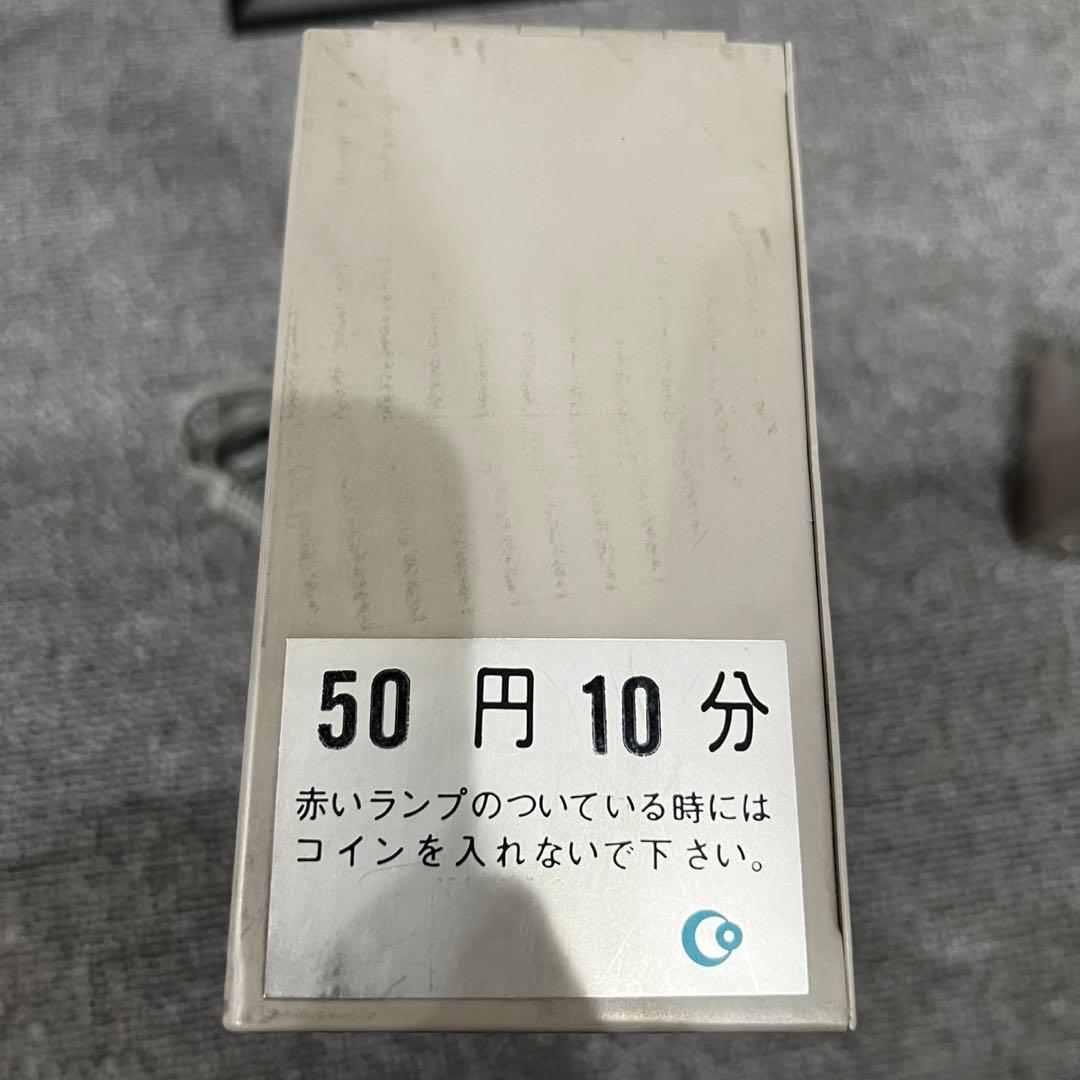 50 円 10 分
赤いランプのついている時には
コインを入れないで下さい。